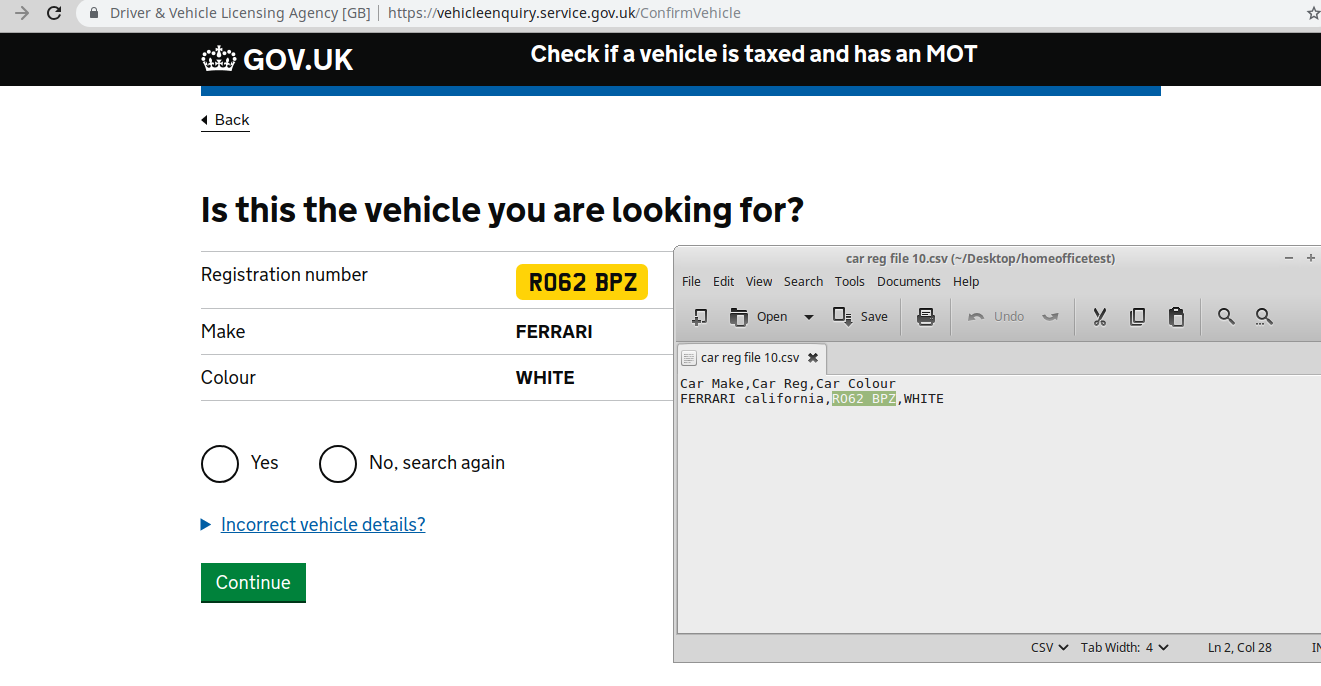 Driver & Vehicle Licensing Agency [GB] | https://vehicleenquiry.service.gov.uk/ConfirmVehicle
GOV.UK
Check if a vehicle is taxed and has an MOT
Back
Is this the vehicle you are looking for?
Registration number RO62 BPZ
Make FERRARI
Colour WHITE
Yes No, search again
Incorrect vehicle details?
Continue
car reg file 10.csv (~/Desktop/homeofficetest)
File Edit View Search Tools Documents Help
Open Save Undo
car reg file 10.csv
Car Make,Car Reg,Car Colour
FERRARI california,RO62 BPZ,WHITE
CSV Tab Width: 4 Ln 2, Col 28